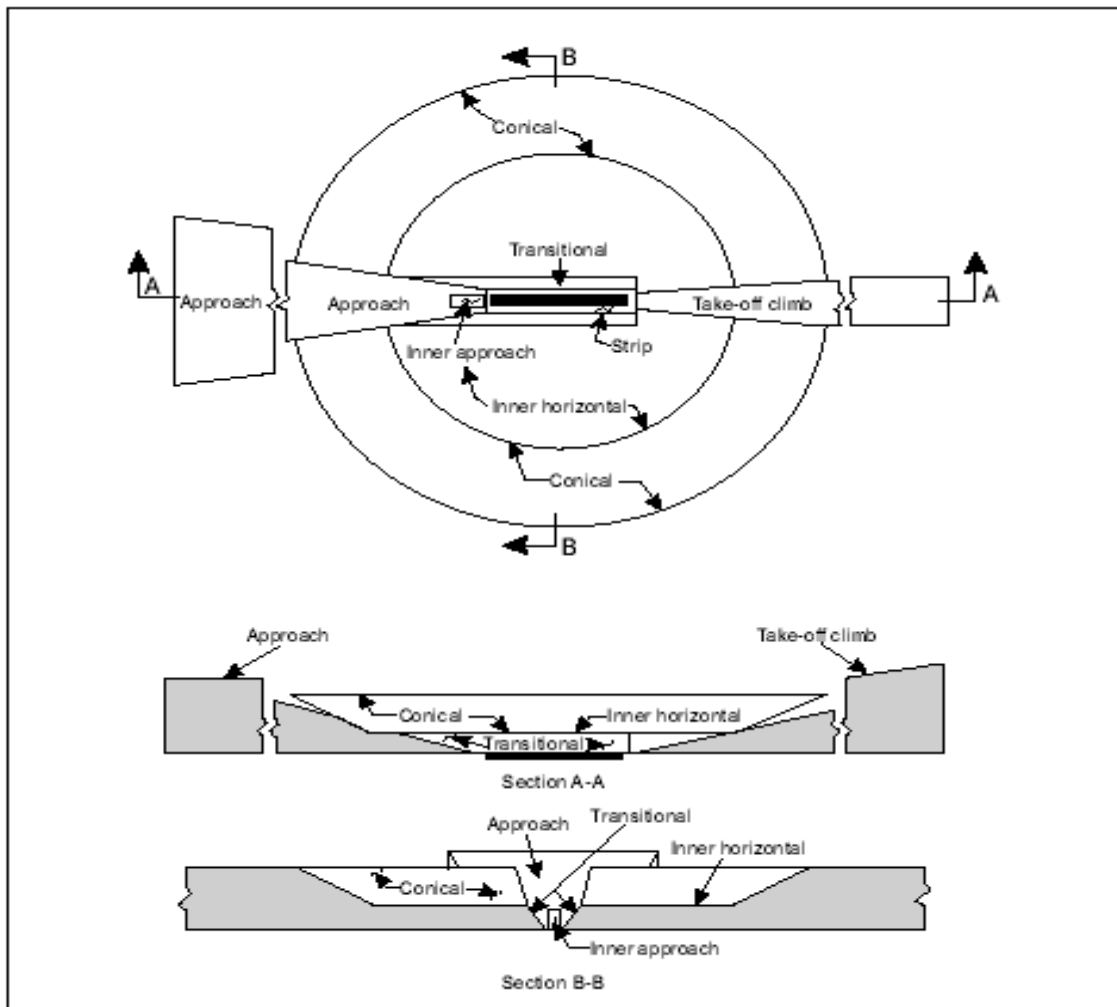 B
Conical
Transitional
A
Approach
Approach
Take-off climb
A
Inner approach
Strip
Inner horizontal
Conical
B
Approach
Take-off climb
Conical
Inner horizontal
Transitional
Section A-A
Transitional
Approach
Inner horizontal
Conical
Inner approach
Section B-B